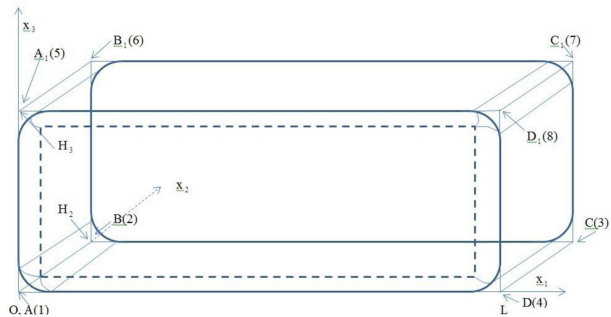 x₃
B₁(6)
C₁(7)
A₁(5)
D₁(8)
H₃
x₂
H₂
B(2)
C(3)
x₁
O, A(1)
L
D(4)